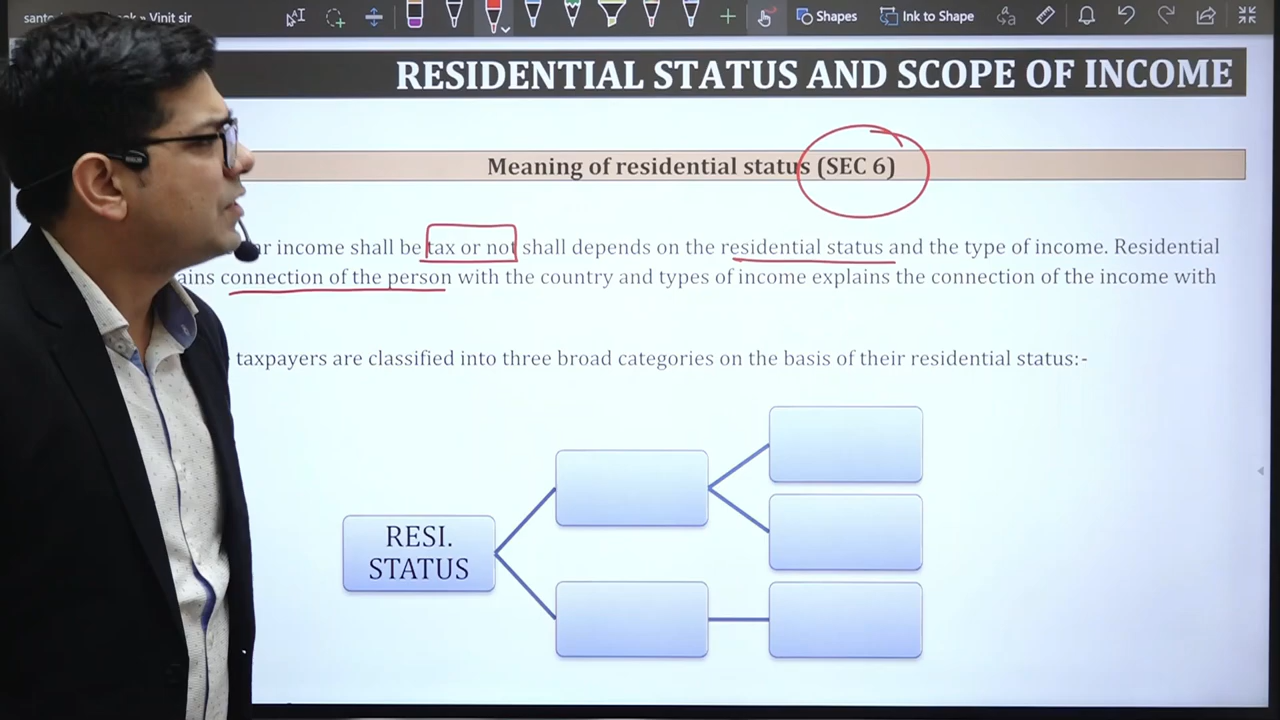 Vinit sir
Shapes
Ink to Shape
RESIDENTIAL STATUS AND SCOPE OF INCOME
Meaning of residential status (SEC 6)
income shall be tax or not shall depends on the residential status and the type of income. Residential
connection of the person with the country and types of income explains the connection of the income with
taxpayers are classified into three broad categories on the basis of their residential status:-
RESI.
STATUS